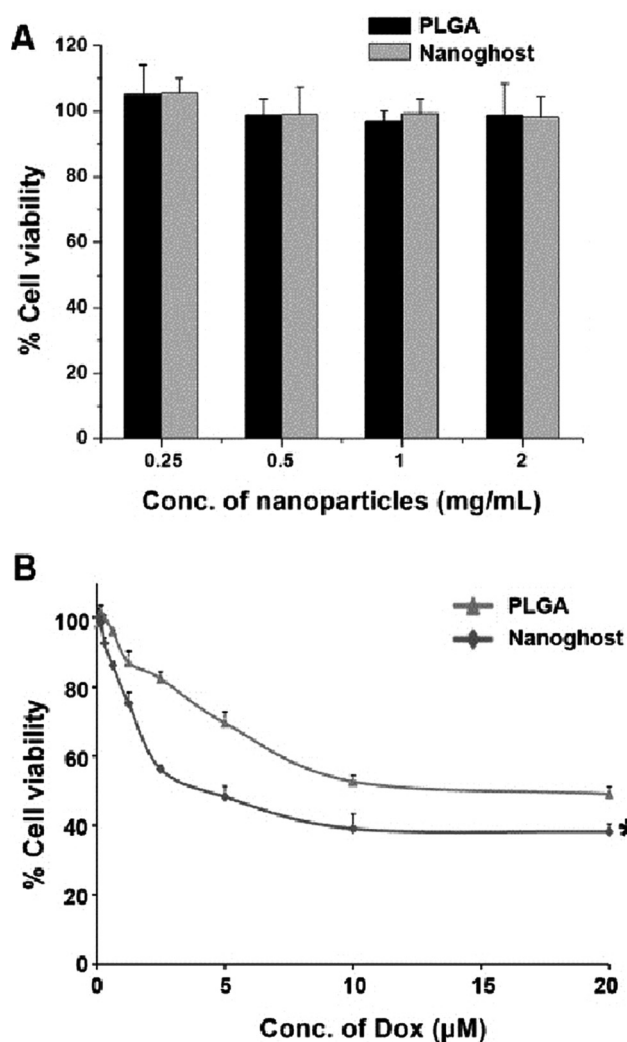 A
PLGA
Nanoghost
120
100
80
60
40
20
0
% Cell viability
0.25 0.5 1 2
Conc. of nanoparticles (mg/mL)
B
PLGA
Nanoghost
100
80
60
40
20
0
% Cell viability
*
0 5 10 15 20
Conc. of Dox (µM)